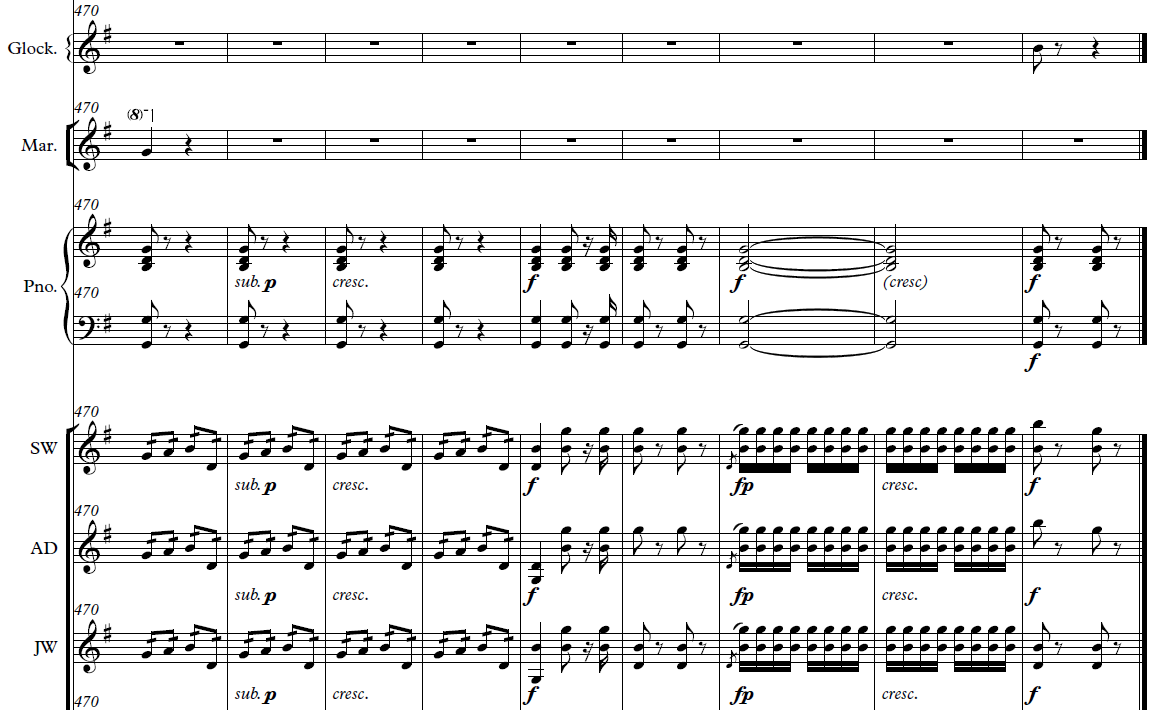 470
Glock.
470
(8)
Mar.
470
sub. p cresc. f f (cresc) f
Pno.
470
f
470
SW
sub. p cresc. f fp cresc. f
470
AD
sub. p cresc. f fp cresc. f
470
JW
sub. p cresc. f fp cresc. f
470